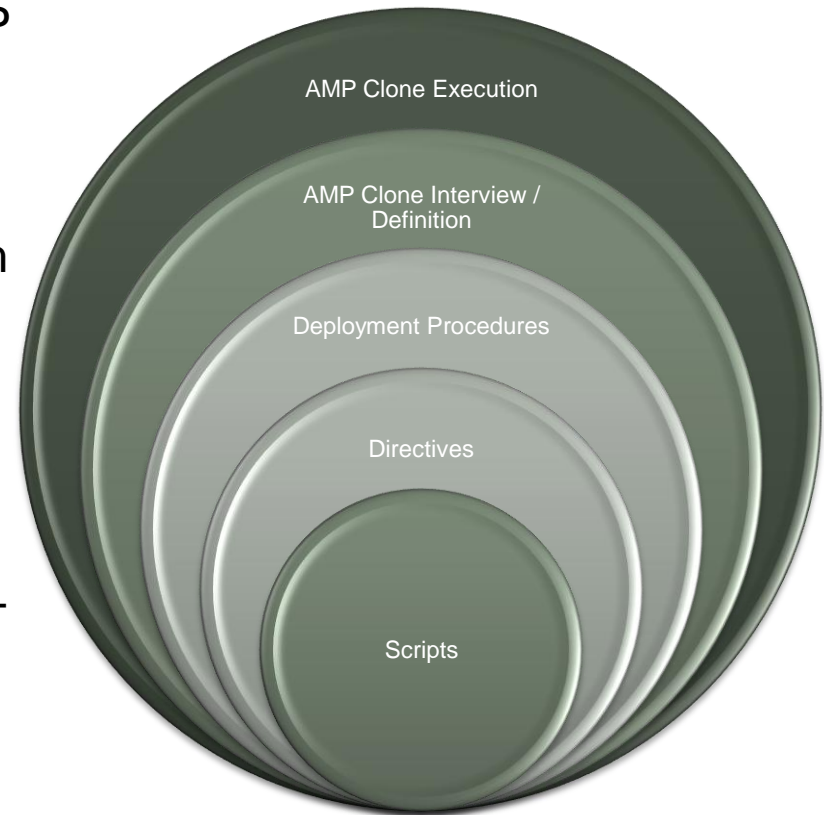 AMP Clone Execution
AMP Clone Interview /
Definition
Deployment Procedures
Directives
Scripts